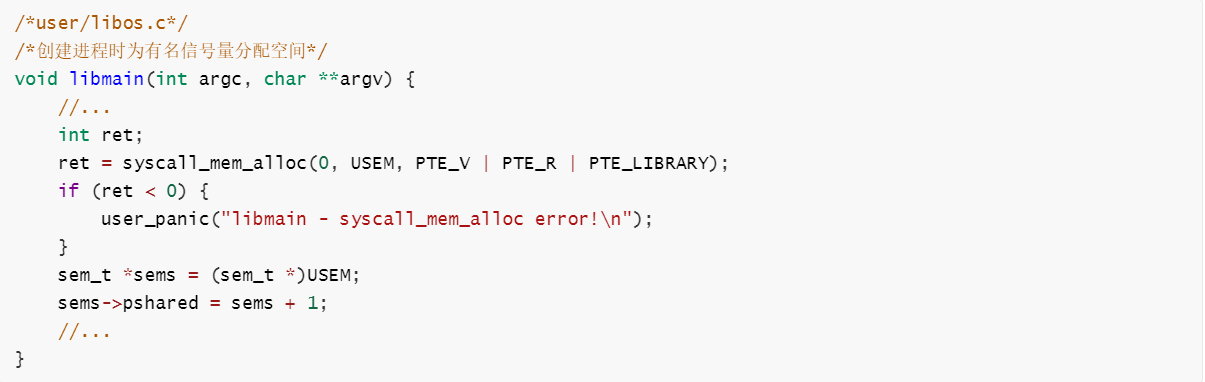 /*user/libos.c*/
/*创建进程时为有名信号量分配空间*/
void libmain(int argc, char **argv) {
    //...
    int ret;
    ret = syscall_mem_alloc(0, USEM, PTE_V | PTE_R | PTE_LIBRARY);
    if (ret < 0) {
        user_panic("libmain - syscall_mem_alloc error!\n");
    }
    sem_t *sems = (sem_t *)USEM;
    sems->pshared = sems + 1;
    //...
}